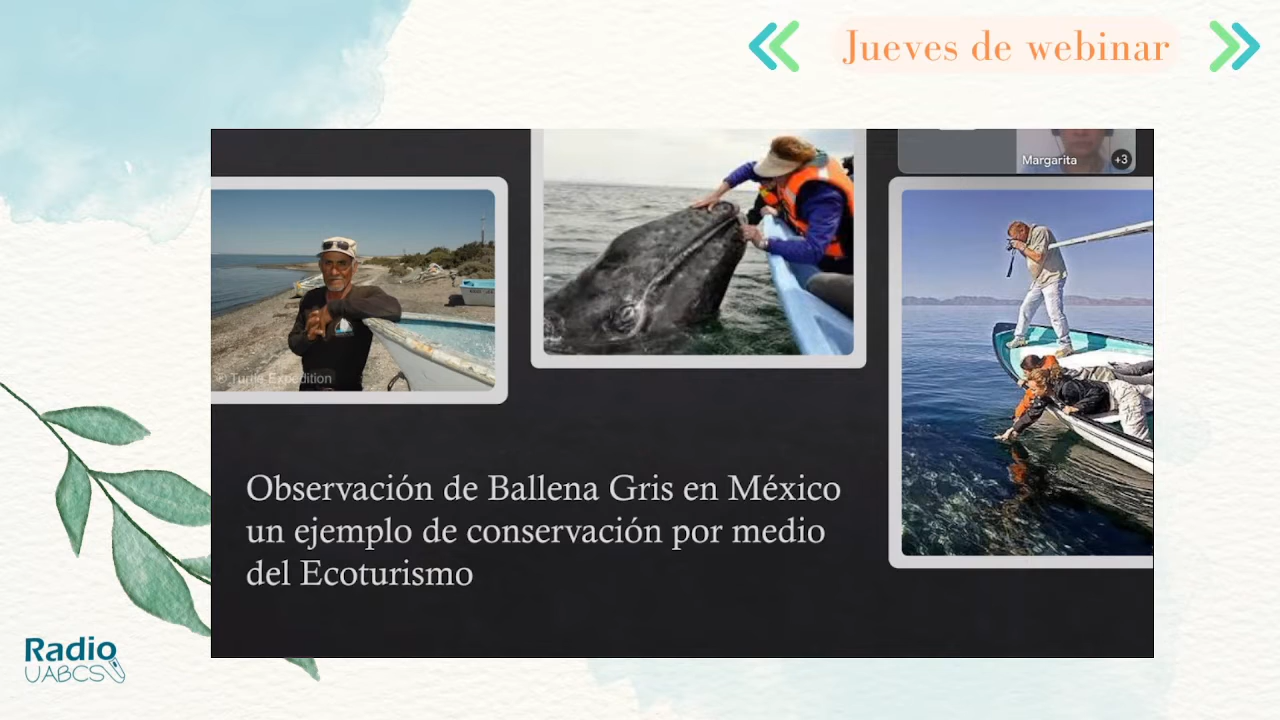 Jueves de webinar
Margarita
+3
© Turtle Expedition
Observación de Ballena Gris en México
un ejemplo de conservación por medio
del Ecoturismo
Radio
UABCS